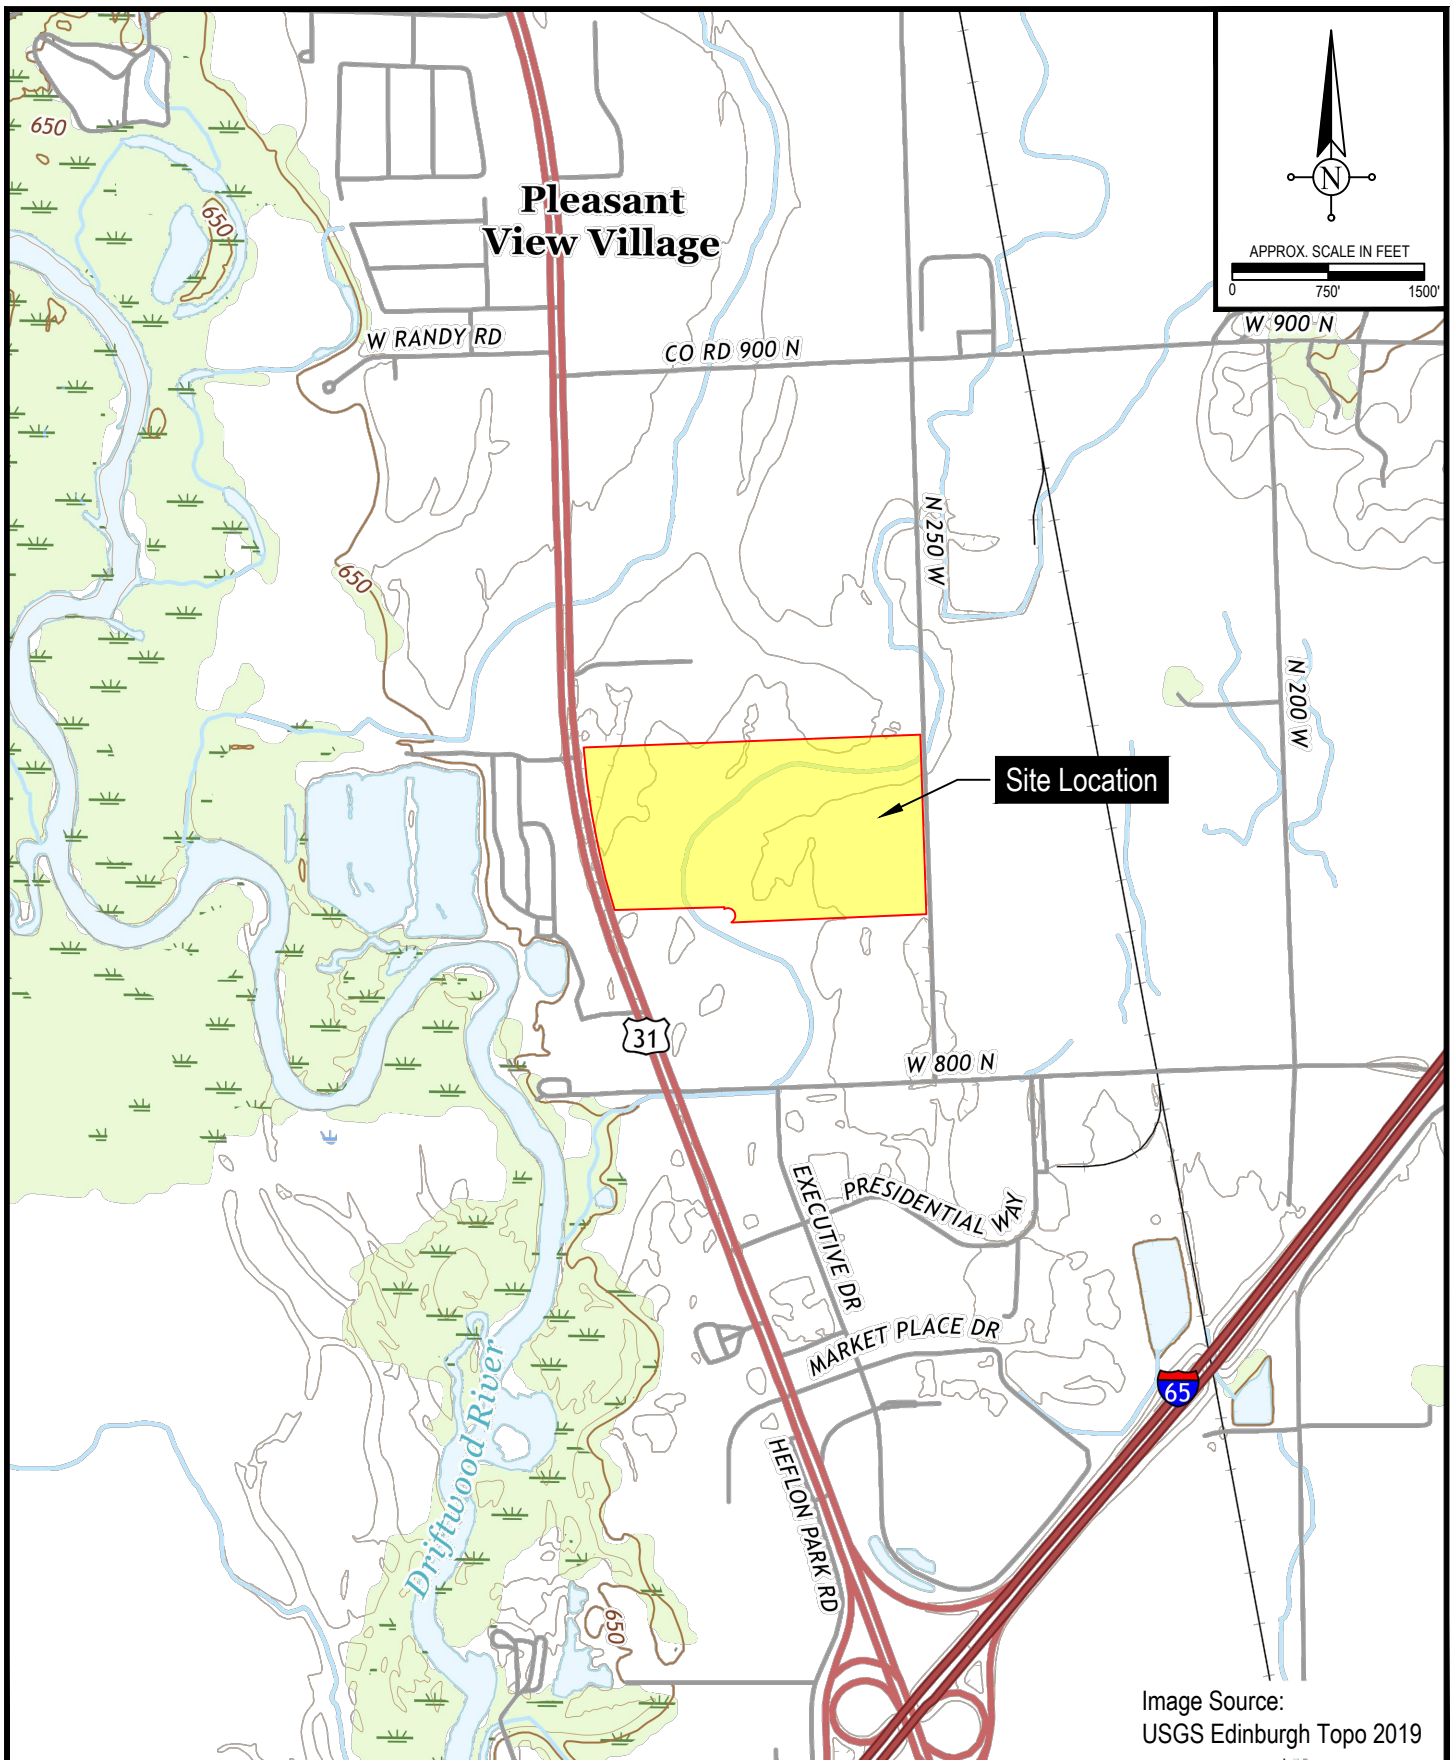 650
650
Pleasant
View Village
N
APPROX. SCALE IN FEET
0 750' 1500'
W 900 N
W RANDY RD
CO RD 900 N
N 250 W
650
N 200 W
Site Location
31
W 800 N
EXECUTIVE DR
PRESIDENTIAL WAY
MARKET PLACE DR
65
Driftwood River
HEFLON PARK RD
650
Image Source:
USGS Edinburgh Topo 2019